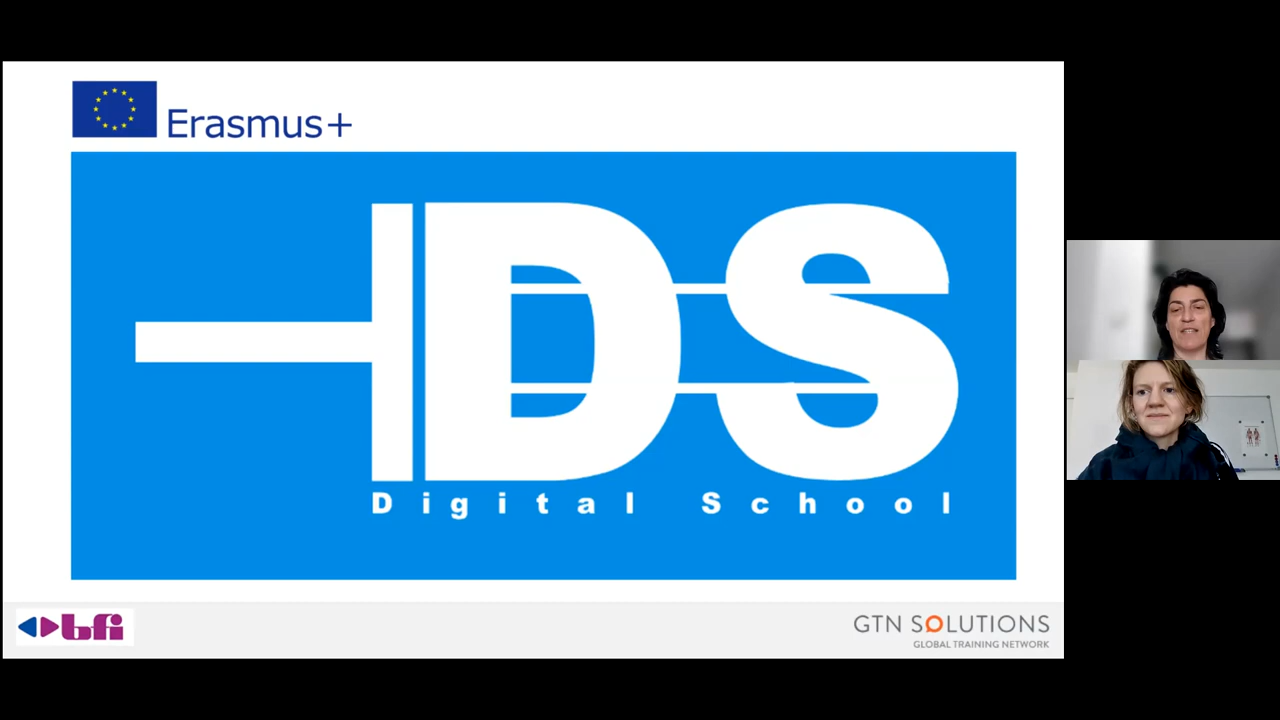 Erasmus+
DS
Digital School
bfi
GTN SOLUTIONS
GLOBAL TRAINING NETWORK